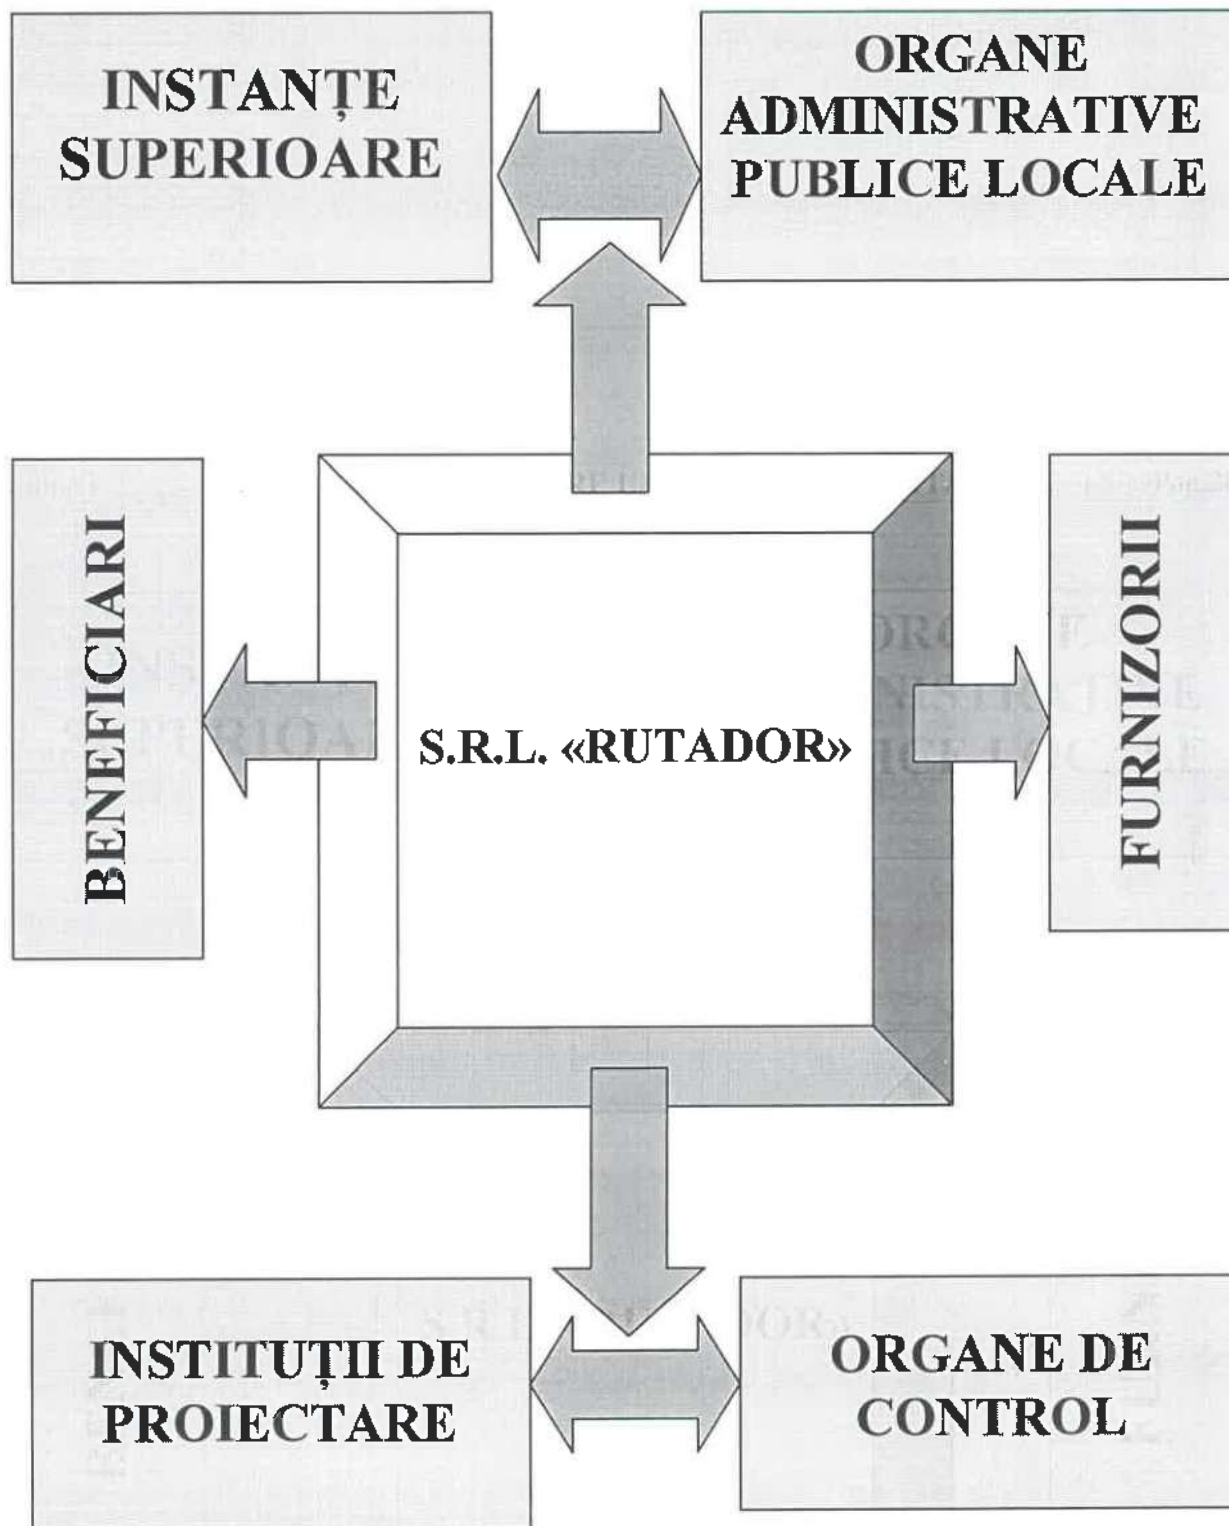 INSTANȚE
SUPERIOARE
ORGANE
ADMINISTRATIVE
PUBLICE LOCALE
BENEFICIARI
S.R.L. «RUTADOR»
FURNIZORII
INSTITUȚII DE
PROIECTARE
ORGANE DE
CONTROL